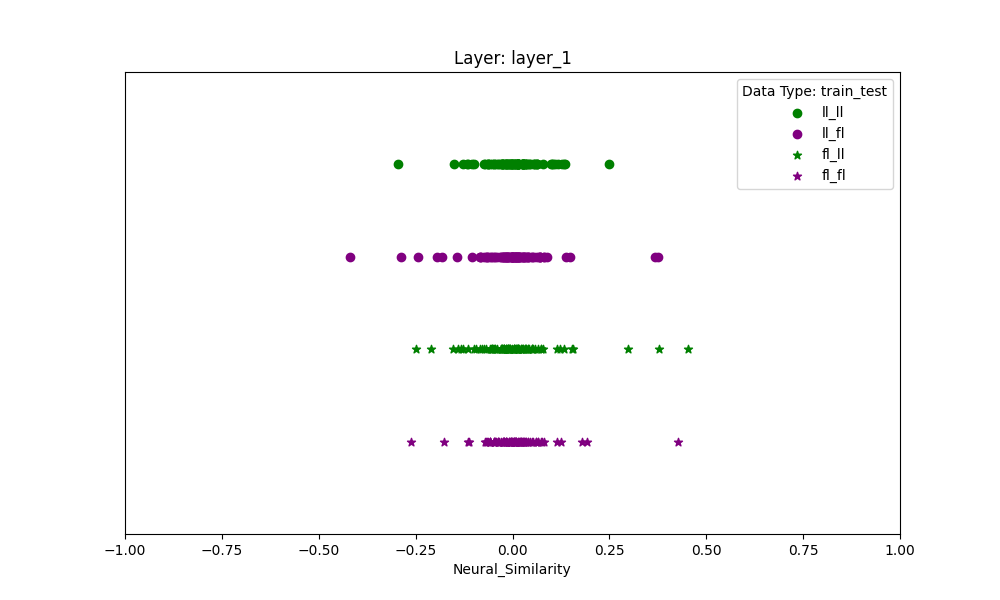 Layer: layer_1
Data Type: train_test
ll_ll
ll_fl
fl_ll
fl_fl
−1.00 −0.75 −0.50 −0.25 0.00 0.25 0.50 0.75 1.00
Neural_Similarity